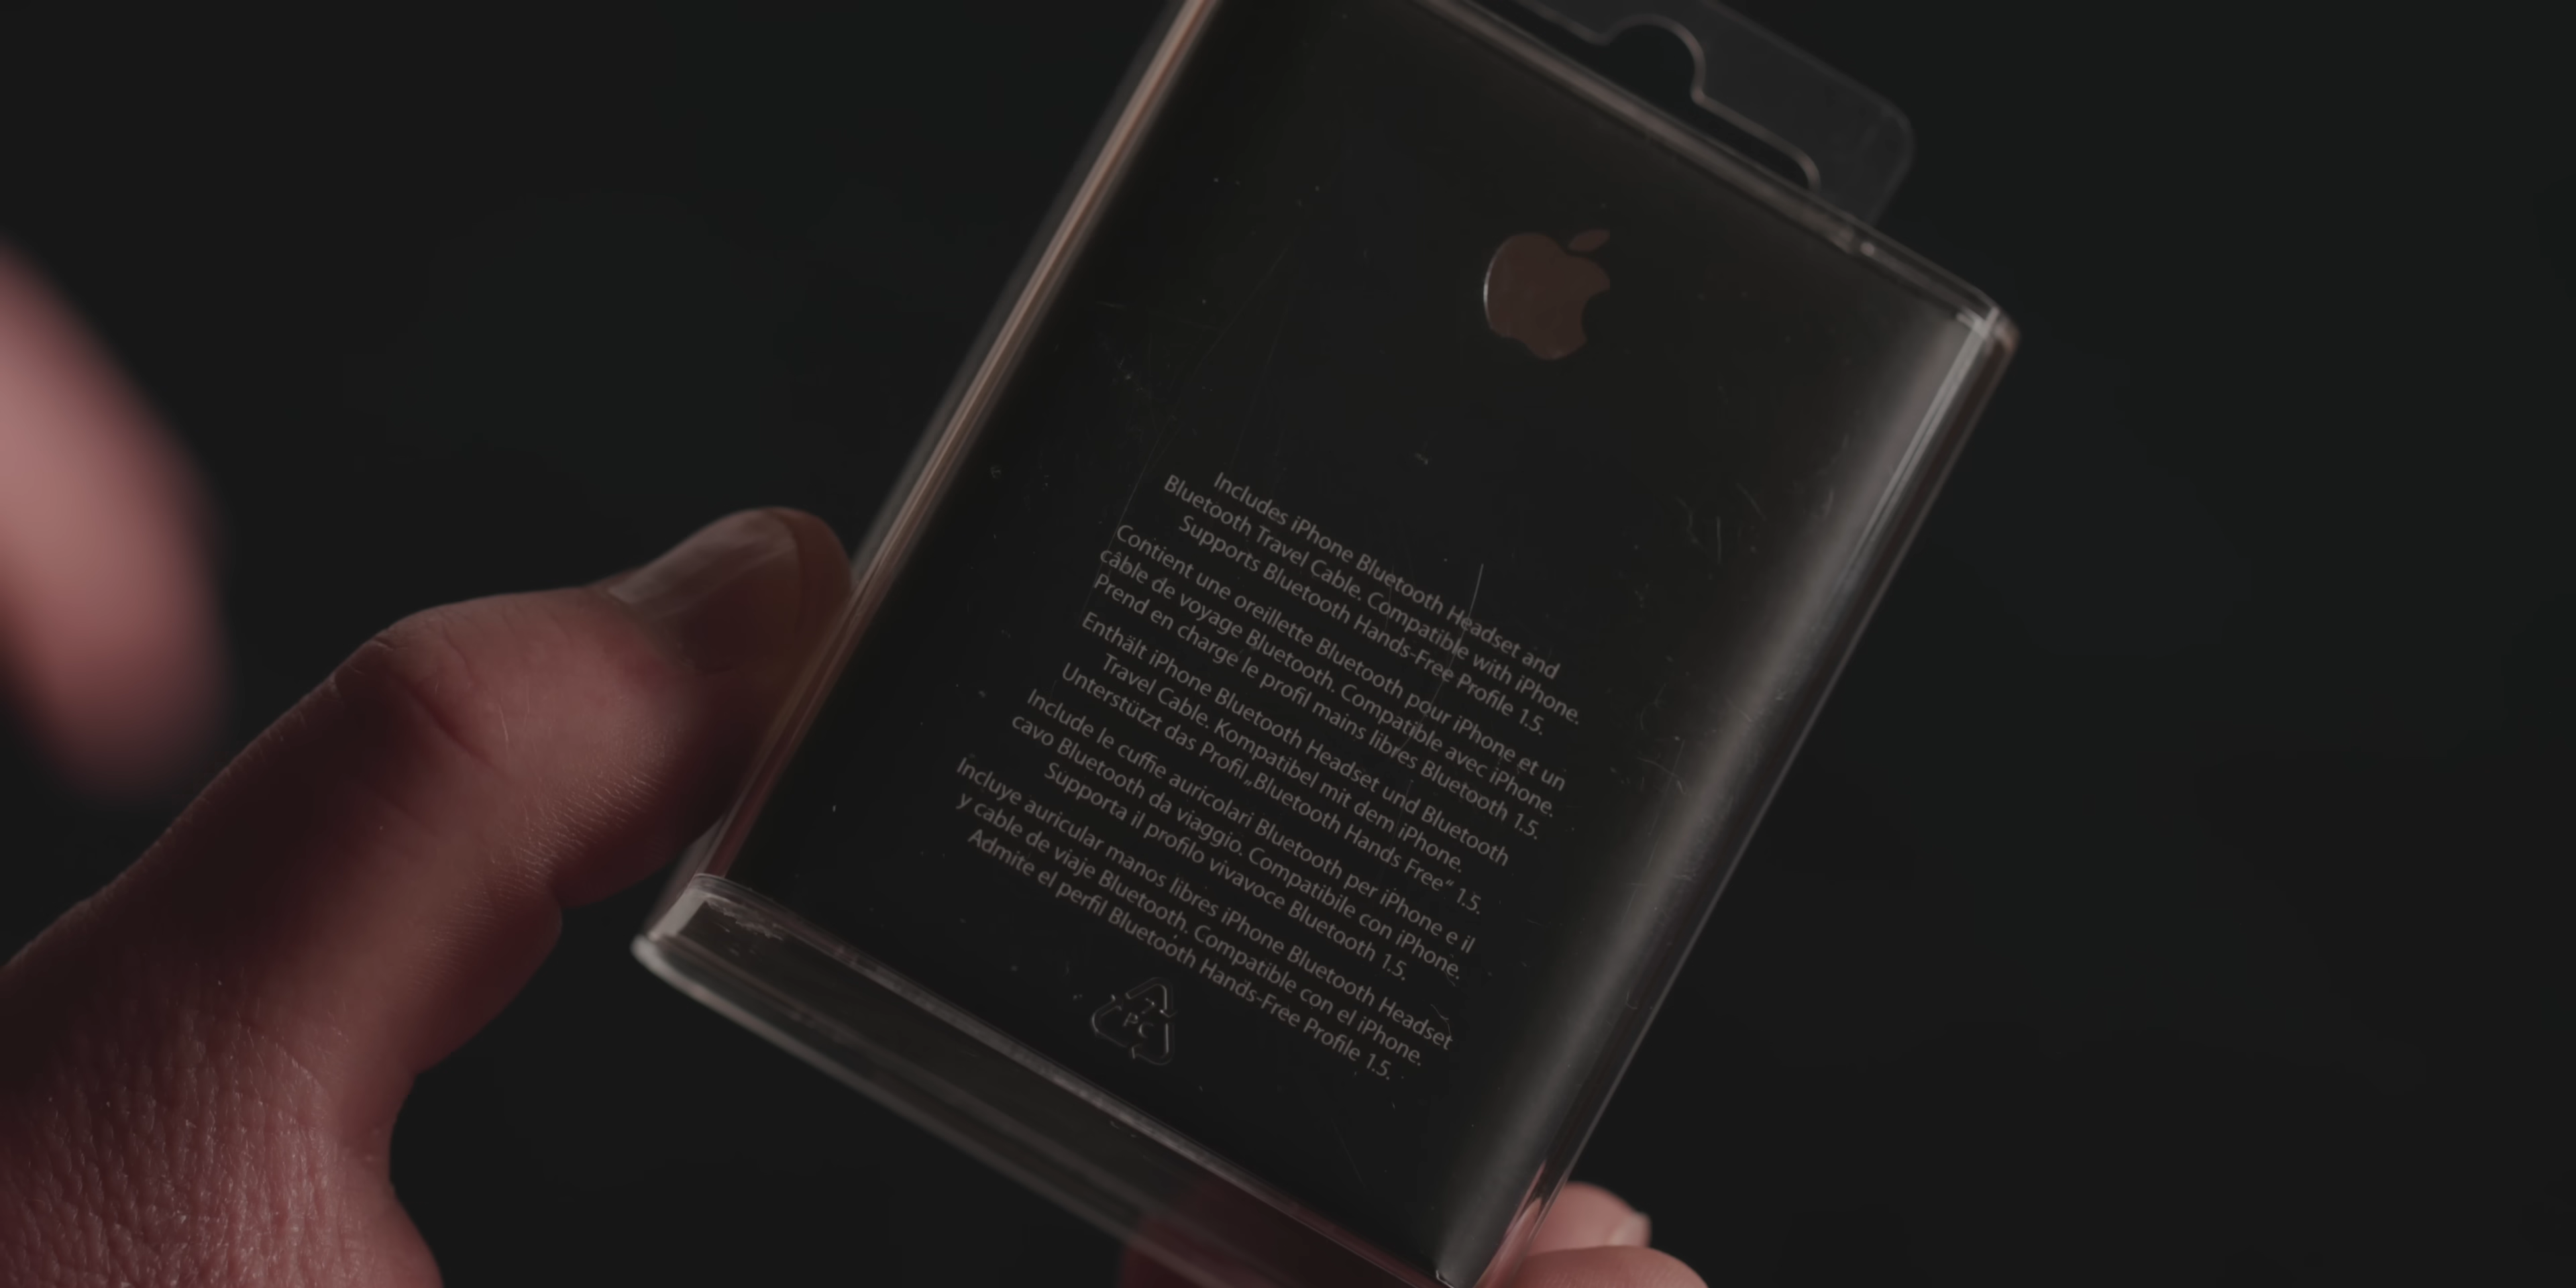 Includes iPhone Bluetooth Headset and
Bluetooth Travel Cable. Compatible with iPhone.
Supports Bluetooth Hands-Free Profile 1.5.
Contient une oreillette Bluetooth pour iPhone et un
câble de voyage Bluetooth. Compatible avec iPhone.
Prend en charge le profil mains libres Bluetooth 1.5.
Enthält iPhone Bluetooth Headset und Bluetooth
Travel Cable. Kompatibel mit dem iPhone.
Unterstützt das Profil „Bluetooth Hands Free“ 1.5.
Include le cuffie auricolari Bluetooth per iPhone e il
cavo Bluetooth da viaggio. Compatibile con iPhone.
Supporta il profilo vivavoce Bluetooth 1.5.
Incluye auricular manos libres iPhone Bluetooth Headset
y cable de viaje Bluetooth. Compatible con el iPhone.
Admite el perfil Bluetooth Hands-Free Profile 1.5.
7
PC